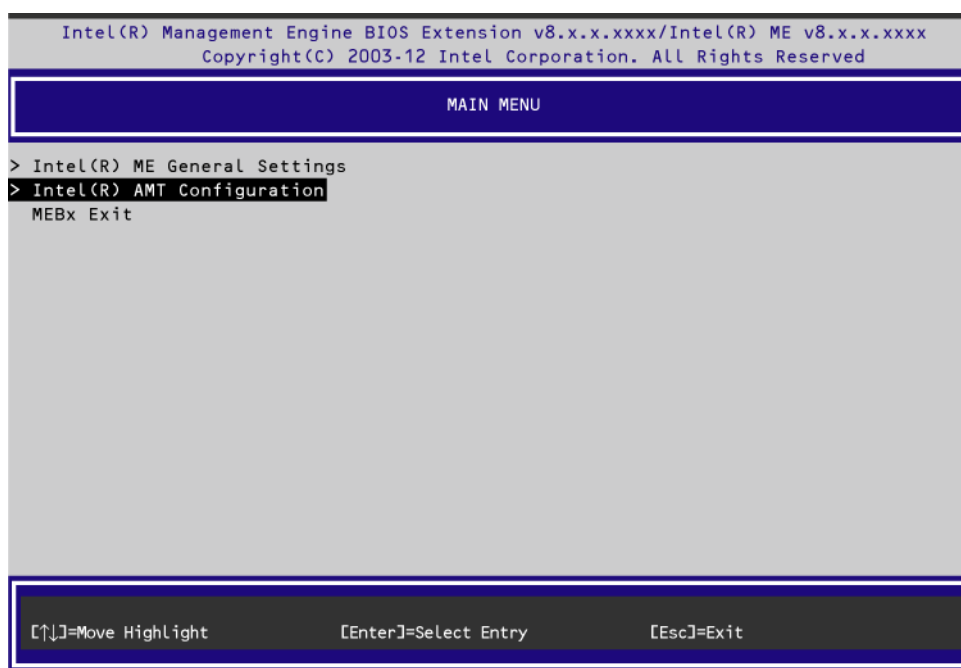 Intel(R) Management Engine BIOS Extension v8.x.x.xxxx/Intel(R) ME v8.x.x.xxxx
Copyright(C) 2003-12 Intel Corporation. All Rights Reserved
MAIN MENU
> Intel(R) ME General Settings
> Intel(R) AMT Configuration
MEBx Exit
[↑↓]=Move Highlight [Enter]=Select Entry [Esc]=Exit